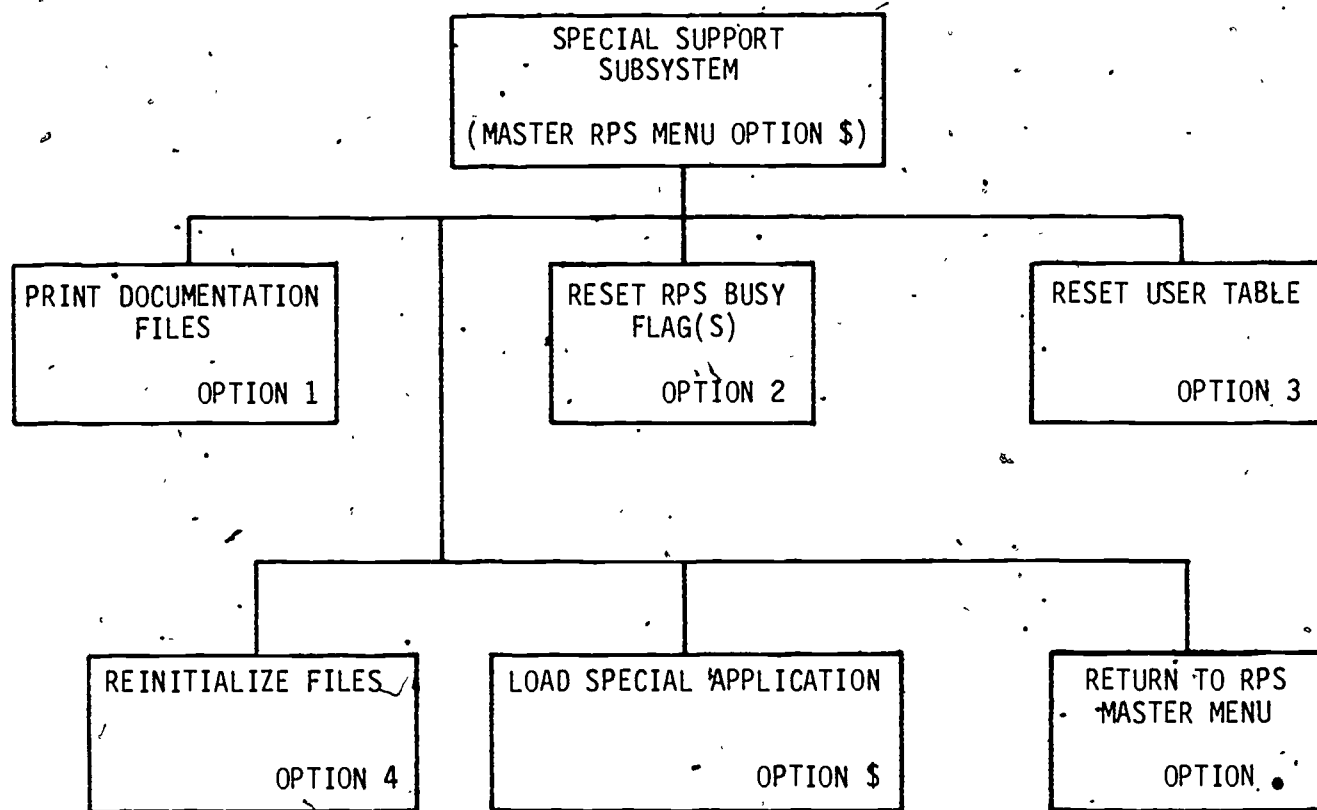 SPECIAL SUPPORT
SUBSYSTEM
(MASTER RPS MENU OPTION $)
PRINT DOCUMENTATION
FILES
OPTION 1
RESET RPS BUSY
FLAG(S)
OPTION 2
RESET USER TABLE
OPTION 3
REINITIALIZE FILES
OPTION 4
LOAD SPECIAL APPLICATION
OPTION $
RETURN TO RPS
MASTER MENU
OPTION .